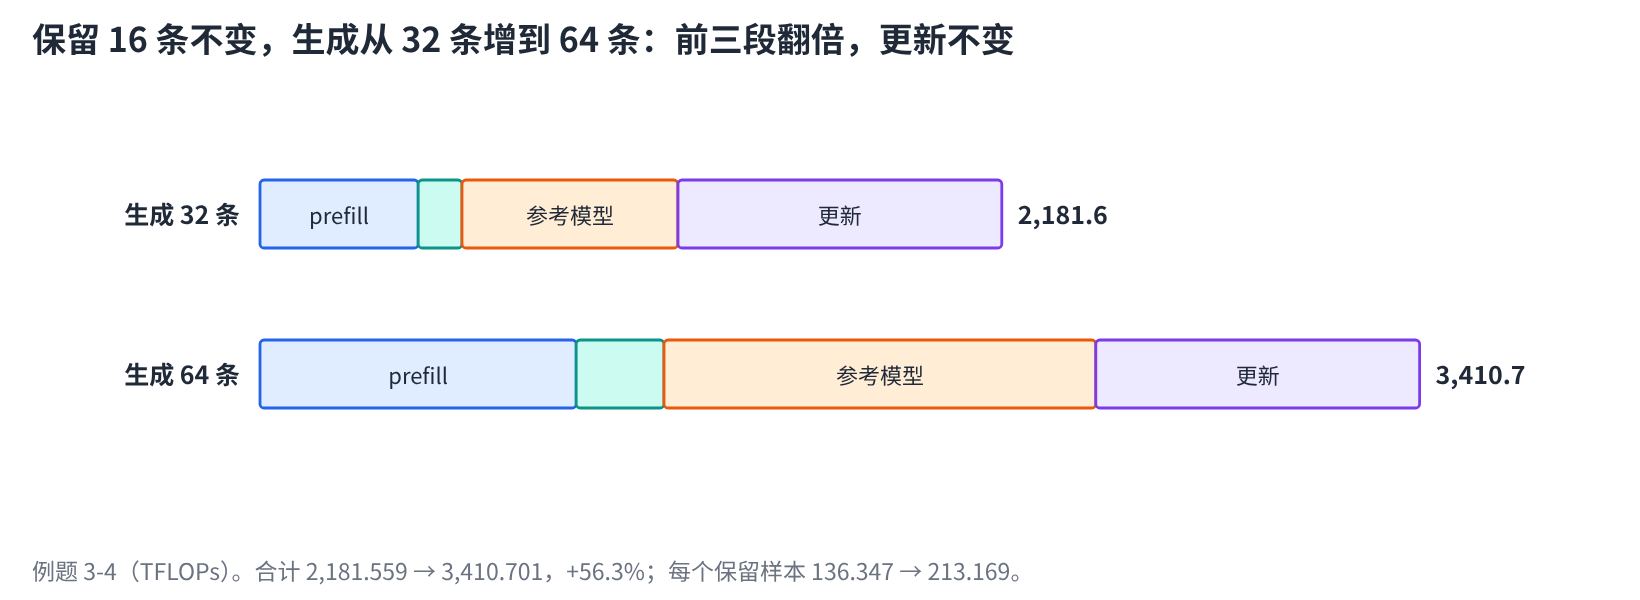 保留 16 条不变，生成从 32 条增到 64 条：前三段翻倍，更新不变
生成 32 条 prefill 参考模型 更新 2,181.6
生成 64 条 prefill 参考模型 更新 3,410.7
例题 3-4（TFLOPs）。合计 2,181.559 → 3,410.701，+56.3%；每个保留样本 136.347 → 213.169。